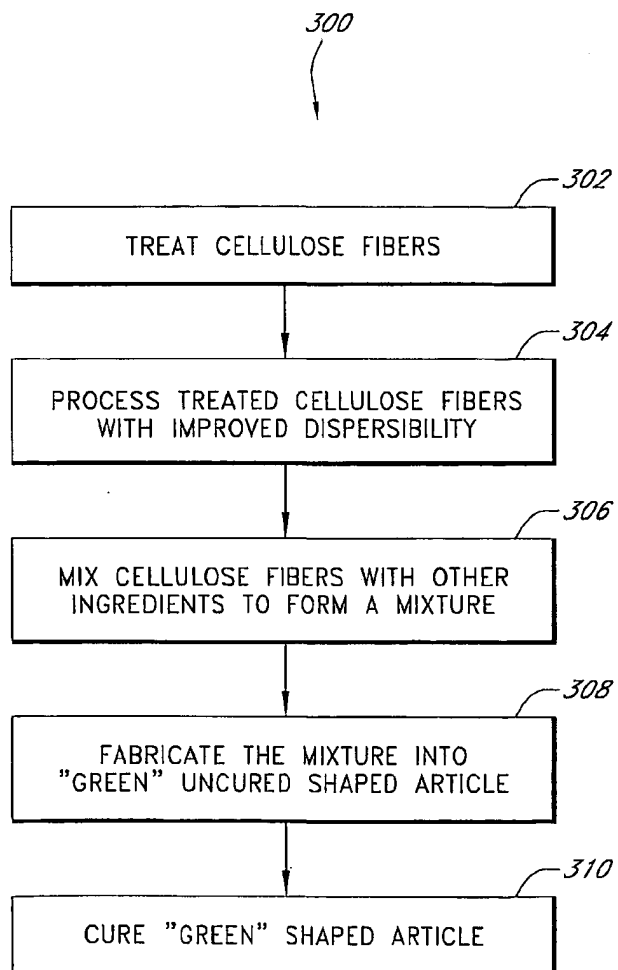 300
302
TREAT CELLULOSE FIBERS
304
PROCESS TREATED CELLULOSE FIBERS
WITH IMPROVED DISPERSIBILITY
306
MIX CELLULOSE FIBERS WITH OTHER
INGREDIENTS TO FORM A MIXTURE
308
FABRICATE THE MIXTURE INTO
"GREEN" UNCURED SHAPED ARTICLE
310
CURE "GREEN" SHAPED ARTICLE